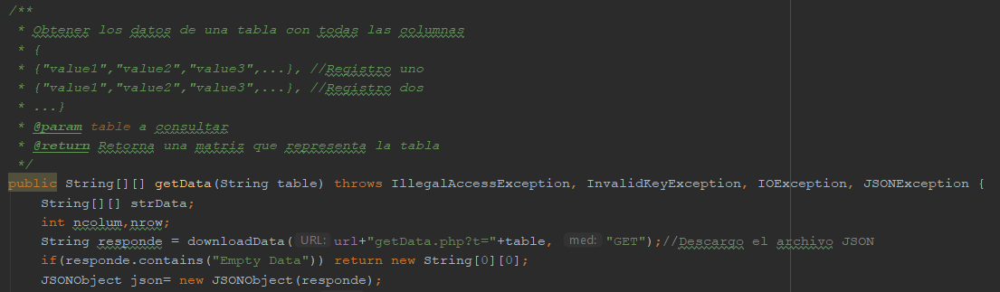 /**
* Obtener los datos de una tabla con todas las columnas
* {
* {"value1","value2","value3",...}, //Registro uno
* {"value1","value2","value3",...}, //Registro dos
* ...}
* @param table a consultar
* @return Retorna una matriz que representa la tabla
*/
public String[][] getData(String table) throws IllegalAccessException, InvalidKeyException, IOException, JSONException {
String[][] strData;
int ncolum,nrow;
String responde = downloadData( URL: url+"getData.php?t="+table, med: "GET");//Descargo el archivo JSON
if(responde.contains("Empty Data")) return new String[0][0];
JSONObject json= new JSONObject(responde);